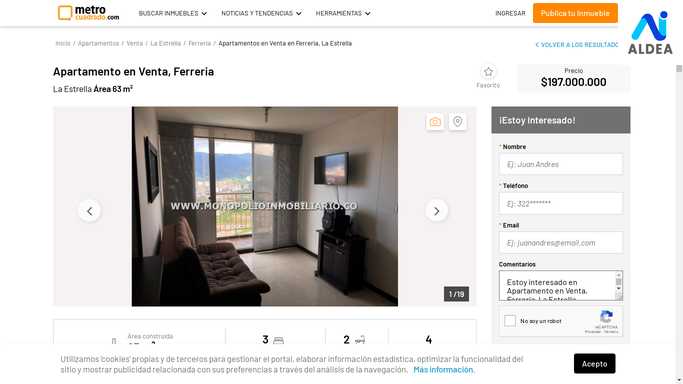 metro
cuadrado.com
BUSCAR INMUEBLES
NOTICIAS Y TENDENCIAS
HERRAMIENTAS
INGRESAR
Publica tu Inmueble
ALDEA
Inicio / Apartamentos / Venta / La Estrella / Ferreria / Apartamentos en Venta en Ferreria, La Estrella
VOLVER A LOS RESULTADO
Apartamento en Venta, Ferreria
La Estrella Área 63 m²
Favorito
Precio
$197.000.000
WWW.MONOPOLIOINMOBILIARIO.CO
1 /19
¡Estoy Interesado!
* Nombre
Ej: Juan Andres
* Teléfono
Ej: 322*******
* Email
Ej: juanandres@email.com
Comentarios
Estoy interesado en
Apartamento en Venta,
Ferreria, La Estrella
No soy un robot
reCAPTCHA
Privacidad - Términos
Área construida
3
2
4
Utilizamos 'cookies' propias y de terceros para gestionar el portal, elaborar información estadística, optimizar la funcionalidad del
sitio y mostrar publicidad relacionada con sus preferencias a través del análisis de la navegación. Más información.
Acepto